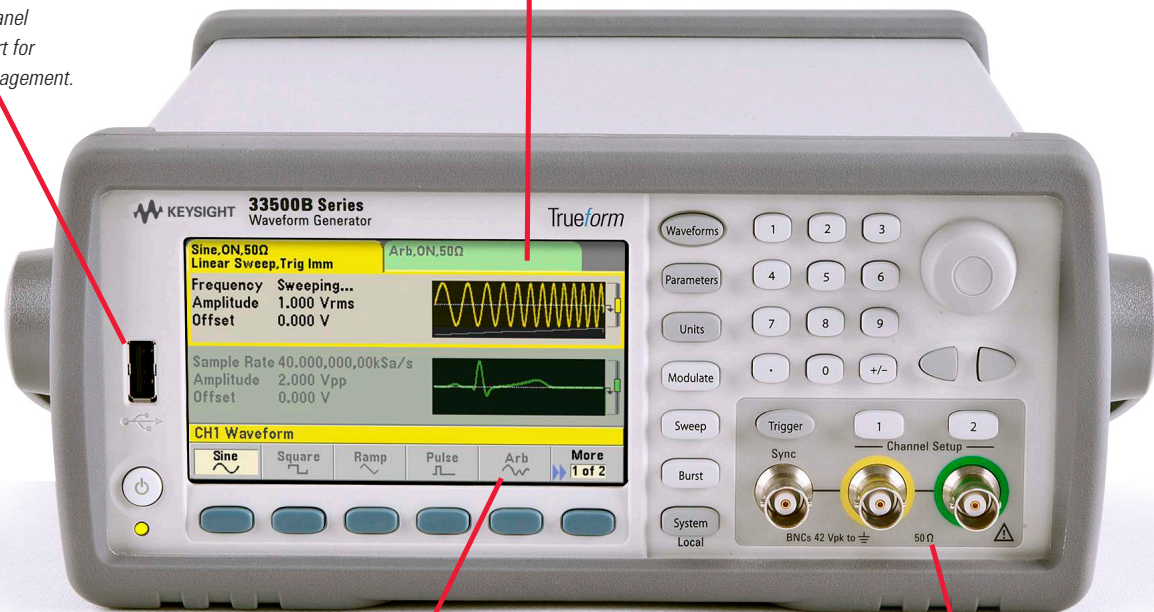 anel
rt for
agement.
KEYSIGHT 33500B Series
Waveform Generator
Trueform
Sine,ON,50Ω
Linear Sweep,Trig Imm
Arb,ON,50Ω
Frequency Sweeping...
Amplitude 1.000 Vrms
Offset 0.000 V
Sample Rate 40.000,000,00kSa/s
Amplitude 2.000 Vpp
Offset 0.000 V
CH1 Waveform
Sine Square Ramp Pulse Arb More
1 of 2
Waveforms 1 2 3
Parameters 4 5 6
Units 7 8 9
Modulate . 0 +/-
Sweep Trigger 1 2
Channel Setup
Sync
Burst
System
Local
BNCs 42 Vpk to 50 Ω